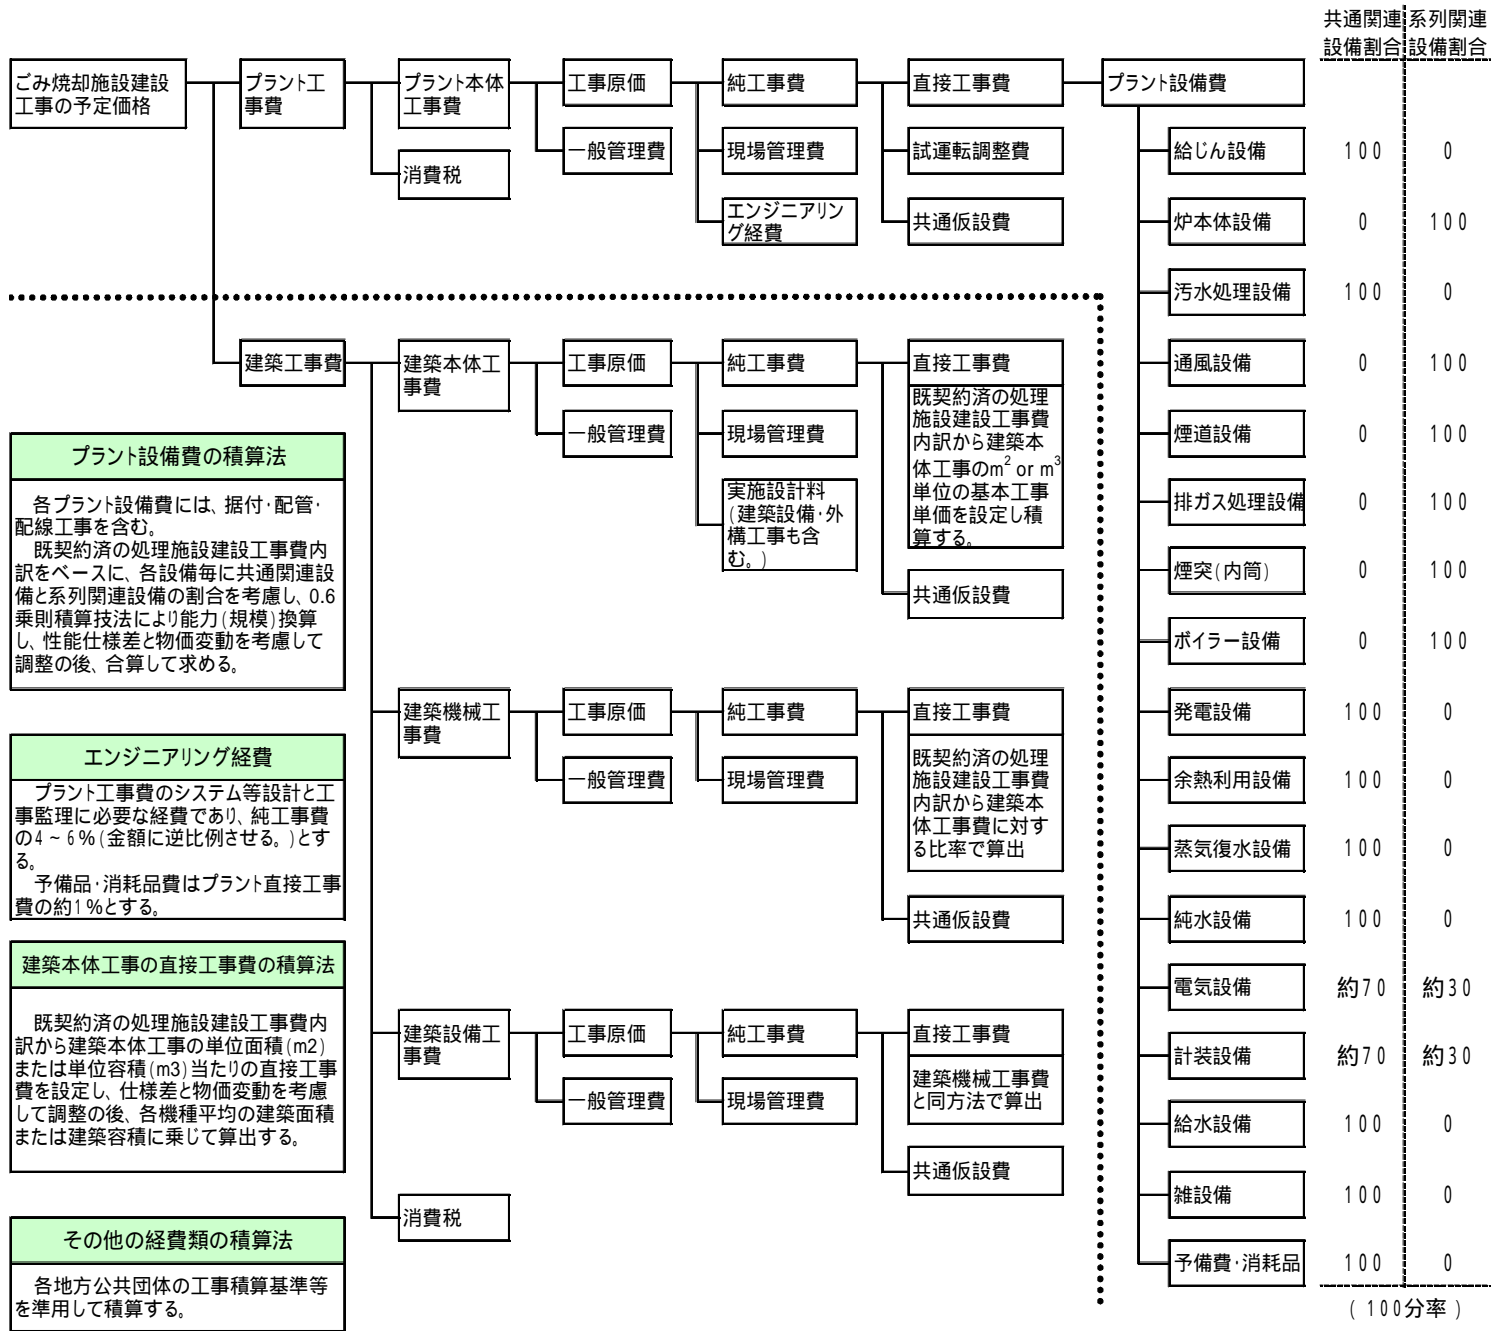 共通関連 系列関連
設備割合 設備割合
ごみ焼却施設建設
工事の予定価格
プラント工
事費
プラント本体
工事費
工事原価
純工事費
直接工事費
プラント設備費
一般管理費
現場管理費
試運転調整費
給じん設備 100 0
消費税
エンジニアリン
グ経費
共通仮設費
炉本体設備 0 100
汚水処理設備 100 0
建築工事費
建築本体工
事費
工事原価
純工事費
直接工事費
既契約済の処理
施設建設工事費
内訳から建築本
体工事のm² or m³
単位の基本工事
単価を設定し積
算する。
通風設備 0 100
一般管理費
現場管理費
煙道設備 0 100
実施設計料
(建築設備・外
構工事も含
む。)
排ガス処理設備 0 100
煙突(内筒) 0 100
共通仮設費
ボイラー設備 0 100
プラント設備費の積算法
各プラント設備費には、据付・配管・
配線工事を含む。
既契約済の処理施設建設工事費内
訳をベースに、各設備毎に共通関連設
備と系列関連設備の割合を考慮し、0.6
乗則積算技法により能力(規模)換算
し、性能仕様差と物価変動を考慮して
調整の後、合算して求める。
建築機械工
事費
工事原価
純工事費
直接工事費
既契約済の処理
施設建設工事費
内訳から建築本
体工事費に対す
る比率で算出
発電設備 100 0
一般管理費
現場管理費
余熱利用設備 100 0
蒸気復水設備 100 0
共通仮設費
純水設備 100 0
エンジニアリング経費
プラント工事費のシステム等設計と工
事監理に必要な経費であり、純工事費
の4~6%(金額に逆比例させる。)とす
る。
予備品・消耗品費はプラント直接工事
費の約1%とする。
建築本体工事の直接工事費の積算法
既契約済の処理施設建設工事費内
訳から建築本体工事の単位面積(m2)
または単位容積(m3)当たりの直接工事
費を設定し、仕様差と物価変動を考慮
して調整の後、各機種平均の建築面積
または建築容積に乗じて算出する。
電気設備 約70 約30
建築設備工
事費
工事原価
純工事費
直接工事費
建築機械工事費
と同方法で算出
計装設備 約70 約30
一般管理費
現場管理費
給水設備 100 0
共通仮設費
雑設備 100 0
消費税
予備費・消耗品 100 0
その他の経費類の積算法
各地方公共団体の工事積算基準等
を準用して積算する。
(100分率)